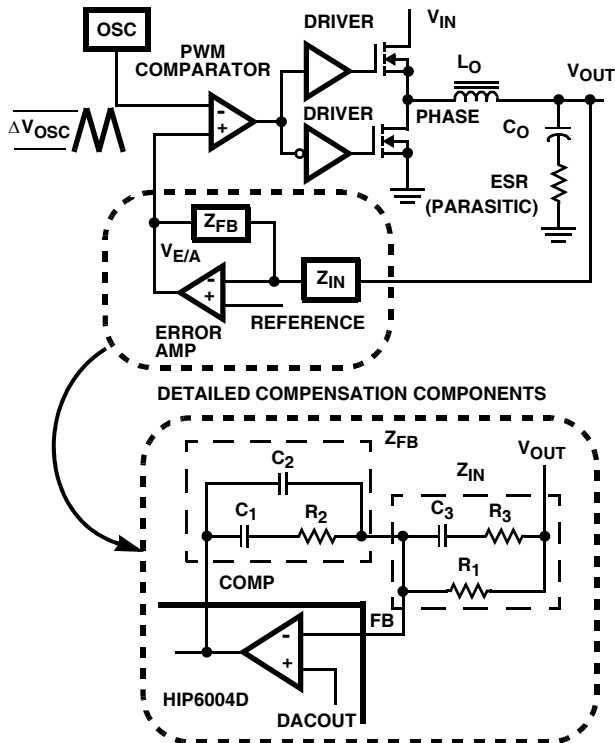 OSC
DRIVER
V_IN
PWM
COMPARATOR
L_O
V_OUT
ΔV_OSC
-
+
DRIVER
PHASE
C_O
ESR
(PARASITIC)
Z_FB
V_E/A
-
+
Z_IN
REFERENCE
ERROR
AMP
DETAILED COMPENSATION COMPONENTS
Z_FB
V_OUT
C_2
Z_IN
C_1
R_2
C_3
R_3
R_1
COMP
FB
-
+
HIP6004D
DACOUT